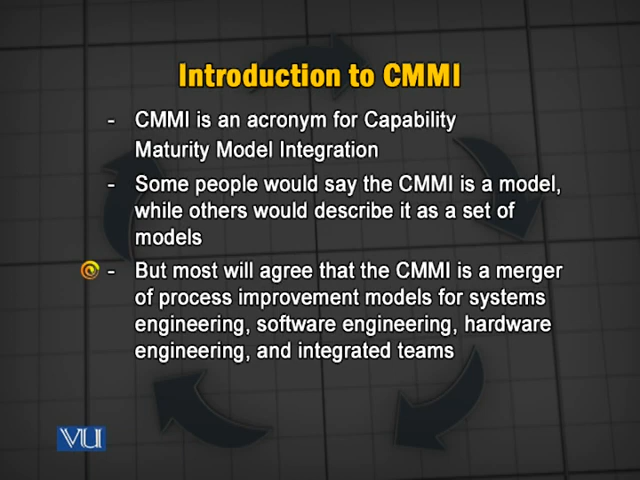 Introduction to CMMI
- CMMI is an acronym for Capability
Maturity Model Integration
- Some people would say the CMMI is a model,
while others would describe it as a set of
models
- But most will agree that the CMMI is a merger
of process improvement models for systems
engineering, software engineering, hardware
engineering, and integrated teams
VU